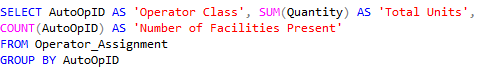 SELECT AutoOpID AS 'Operator Class', SUM(Quantity) AS 'Total Units',
COUNT(AutoOpID) AS 'Number of Facilities Present'
FROM Operator_Assignment
GROUP BY AutoOpID